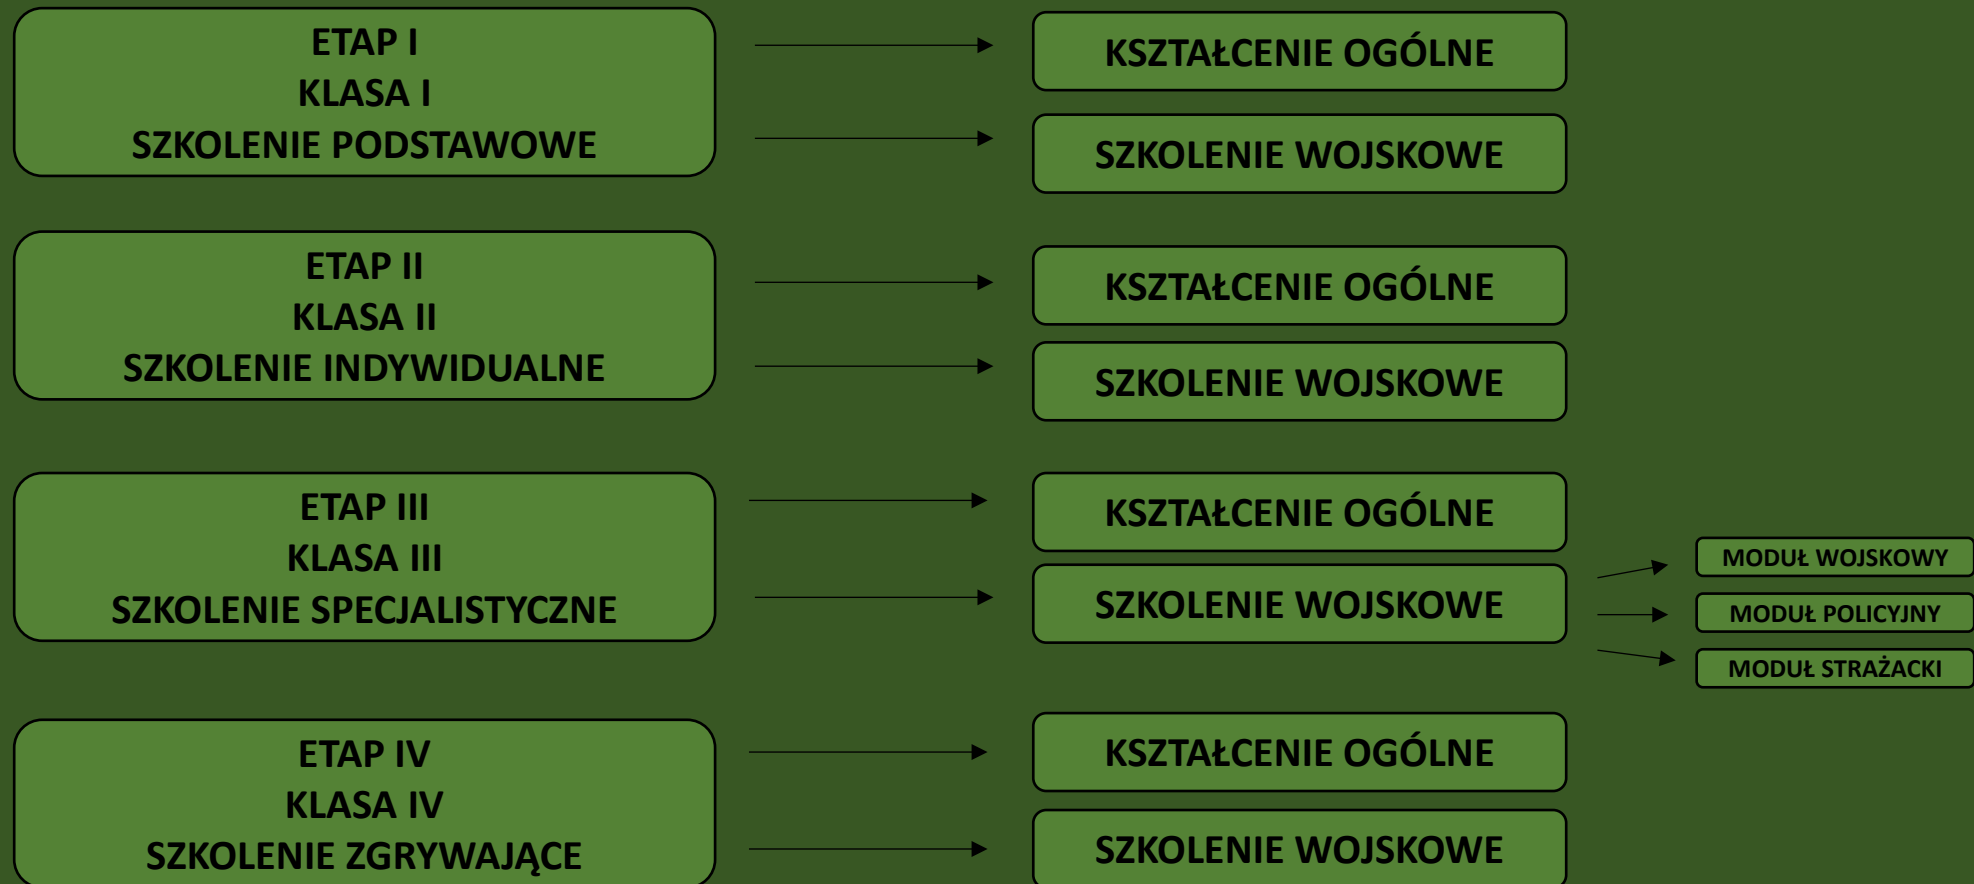 ETAP I
KLASA I
SZKOLENIE PODSTAWOWE
KSZTAŁCENIE OGÓLNE
SZKOLENIE WOJSKOWE
ETAP II
KLASA II
SZKOLENIE INDYWIDUALNE
KSZTAŁCENIE OGÓLNE
SZKOLENIE WOJSKOWE
ETAP III
KLASA III
SZKOLENIE SPECJALISTYCZNE
KSZTAŁCENIE OGÓLNE
SZKOLENIE WOJSKOWE
MODUŁ WOJSKOWY
MODUŁ POLICYJNY
MODUŁ STRAŻACKI
ETAP IV
KLASA IV
SZKOLENIE ZGRYWAJĄCE
KSZTAŁCENIE OGÓLNE
SZKOLENIE WOJSKOWE